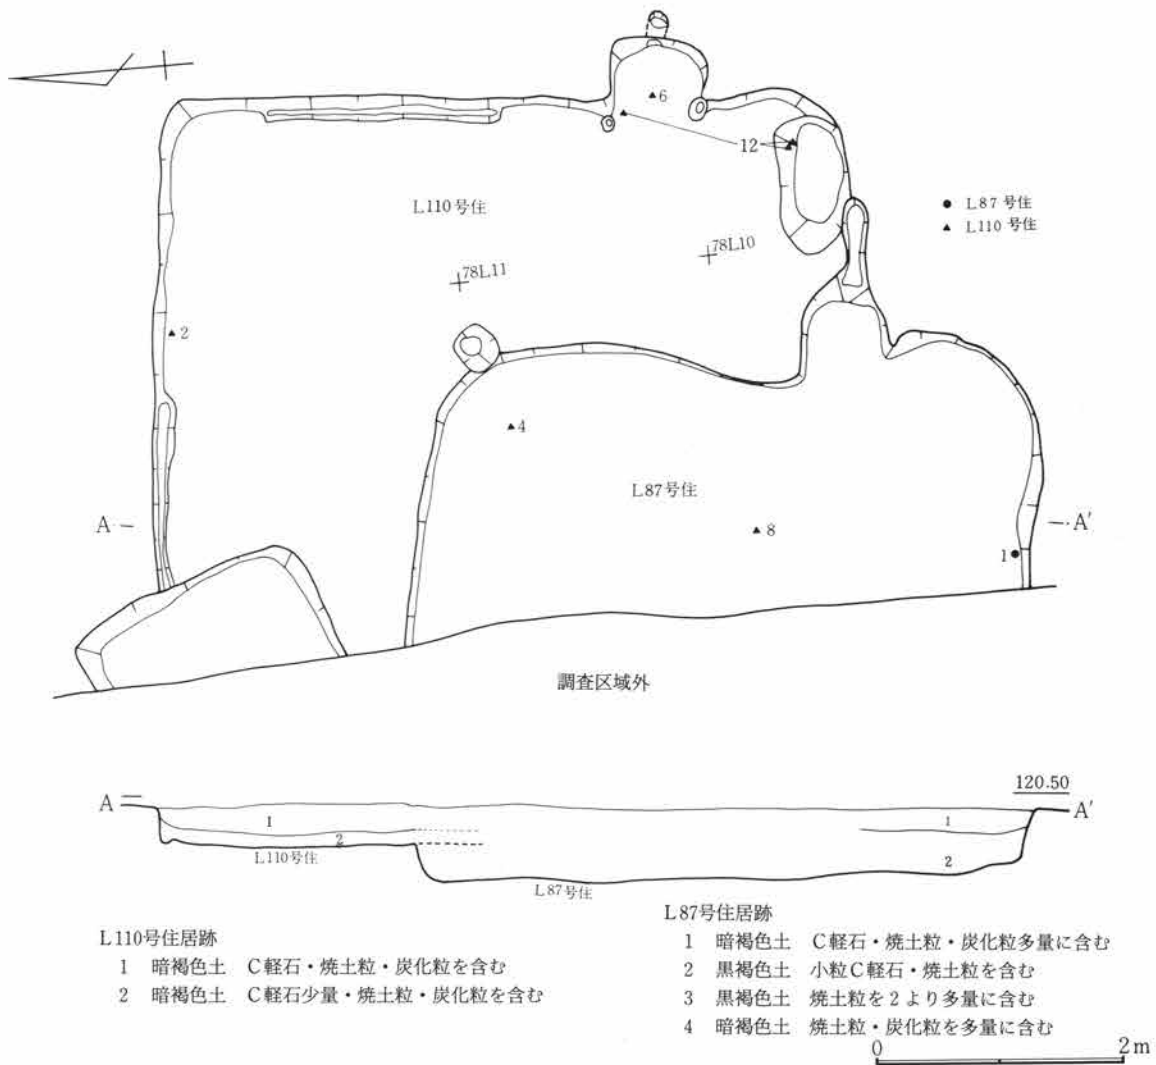 6
12
L110号住
● L87号住
▲ L110号住
78L10
78L11
2
4
L87号住
8
A
A′
1
調査区域外
120.50
A
A′
1
1
2
2
L110号住
L87号住
L110号住居跡
1 暗褐色土 C軽石・焼土粒・炭化粒を含む
2 暗褐色土 C軽石少量・焼土粒・炭化粒を含む
L87号住居跡
1 暗褐色土 C軽石・焼土粒・炭化粒多量に含む
2 黒褐色土 小粒C軽石・焼土粒を含む
3 黒褐色土 焼土粒を2より多量に含む
4 暗褐色土 焼土粒・炭化粒を多量に含む
0 2m